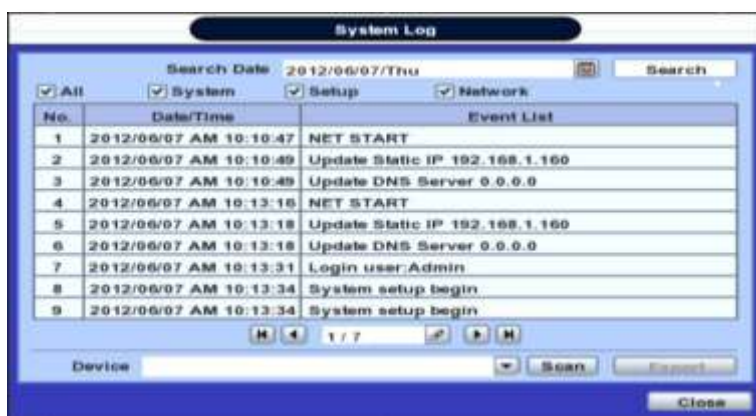 System Log
Search Date 2012/06/07/Thu Search
All System Setup Network
No. Date/Time Event List
1 2012/06/07 AM 10:10:47 NET START
2 2012/06/07 AM 10:10:49 Update Static IP 192.168.1.160
3 2012/06/07 AM 10:10:49 Update DNS Server 0.0.0.0
4 2012/06/07 AM 10:13:16 NET START
5 2012/06/07 AM 10:13:18 Update Static IP 192.168.1.160
6 2012/06/07 AM 10:13:18 Update DNS Server 0.0.0.0
7 2012/06/07 AM 10:13:31 Login user:Admin
8 2012/06/07 AM 10:13:34 System setup begin
9 2012/06/07 AM 10:13:34 System setup begin
1 / 7
Device Scan Export
Close